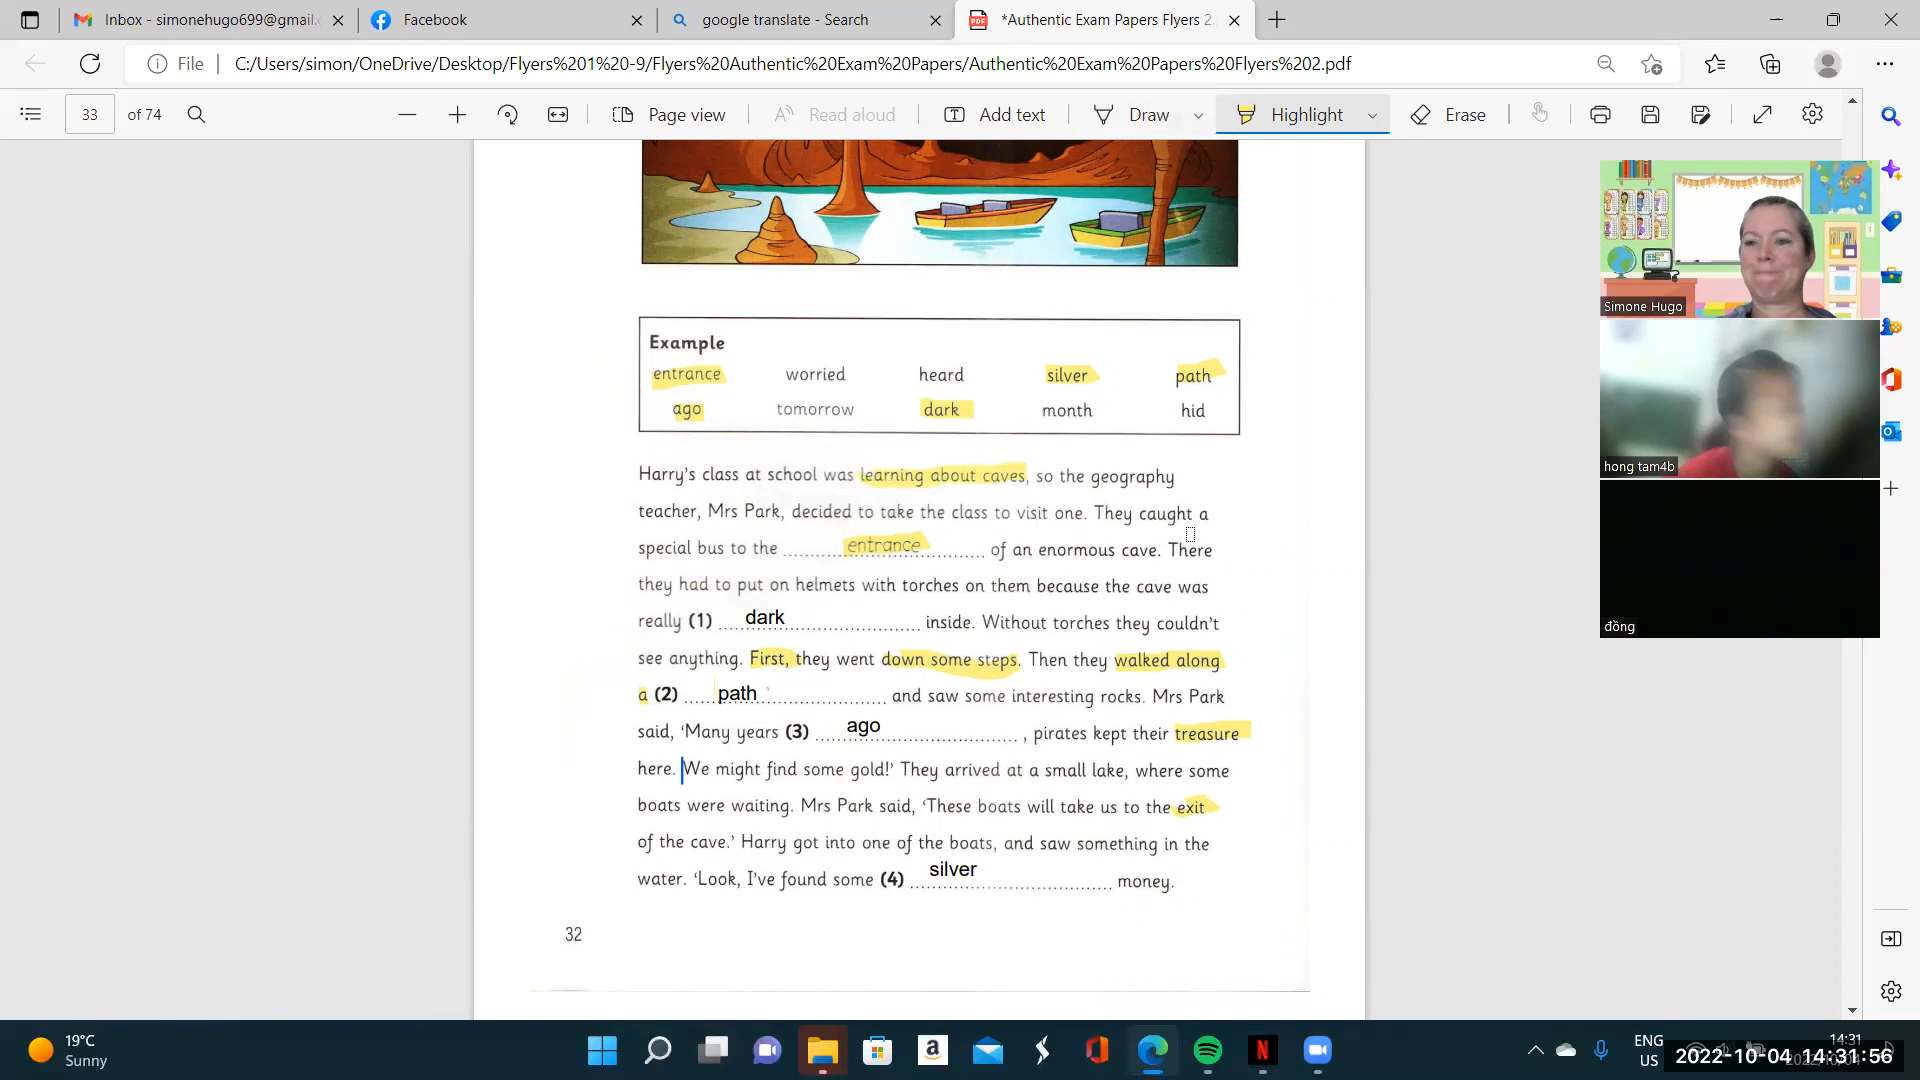 Inbox - simonehugo699@gmail.
Facebook
google translate - Search
*Authentic Exam Papers Flyers 2.
File
C:/Users/simon/OneDrive/Desktop/Flyers%201%20-9/Flyers%20Authentic%20Exam%20Papers/Authentic%20Exam%20Papers%20Flyers%202.pdf
33 of 74
Page view
Read aloud
Add text
Draw
Highlight
Erase
Example
entrance worried heard silver path
ago tomorrow dark month hid
Harry's class at school was learning about caves, so the geography
teacher, Mrs Park, decided to take the class to visit one. They caught a
special bus to the entrance of an enormous cave. There
they had to put on helmets with torches on them because the cave was
really (1) dark inside. Without torches they couldn't
see anything. First, they went down some steps. Then they walked along
a (2) path and saw some interesting rocks. Mrs Park
said, 'Many years (3) ago , pirates kept their treasure
here. We might find some gold!' They arrived at a small lake, where some
boats were waiting. Mrs Park said, 'These boats will take us to the exit
of the cave.' Harry got into one of the boats, and saw something in the
water. 'Look, I've found some (4) silver money.
32
Simone Hugo
hong tam4b
đồng
19°C
Sunny
ENG
US
14:31
2022-10-04 14:31:56